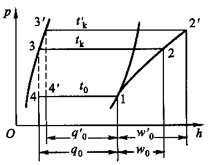 p
3' t'ₖ 2'
3 tₖ 2
4 4' t₀ 1
O q'₀ w'₀ h
q₀ w₀